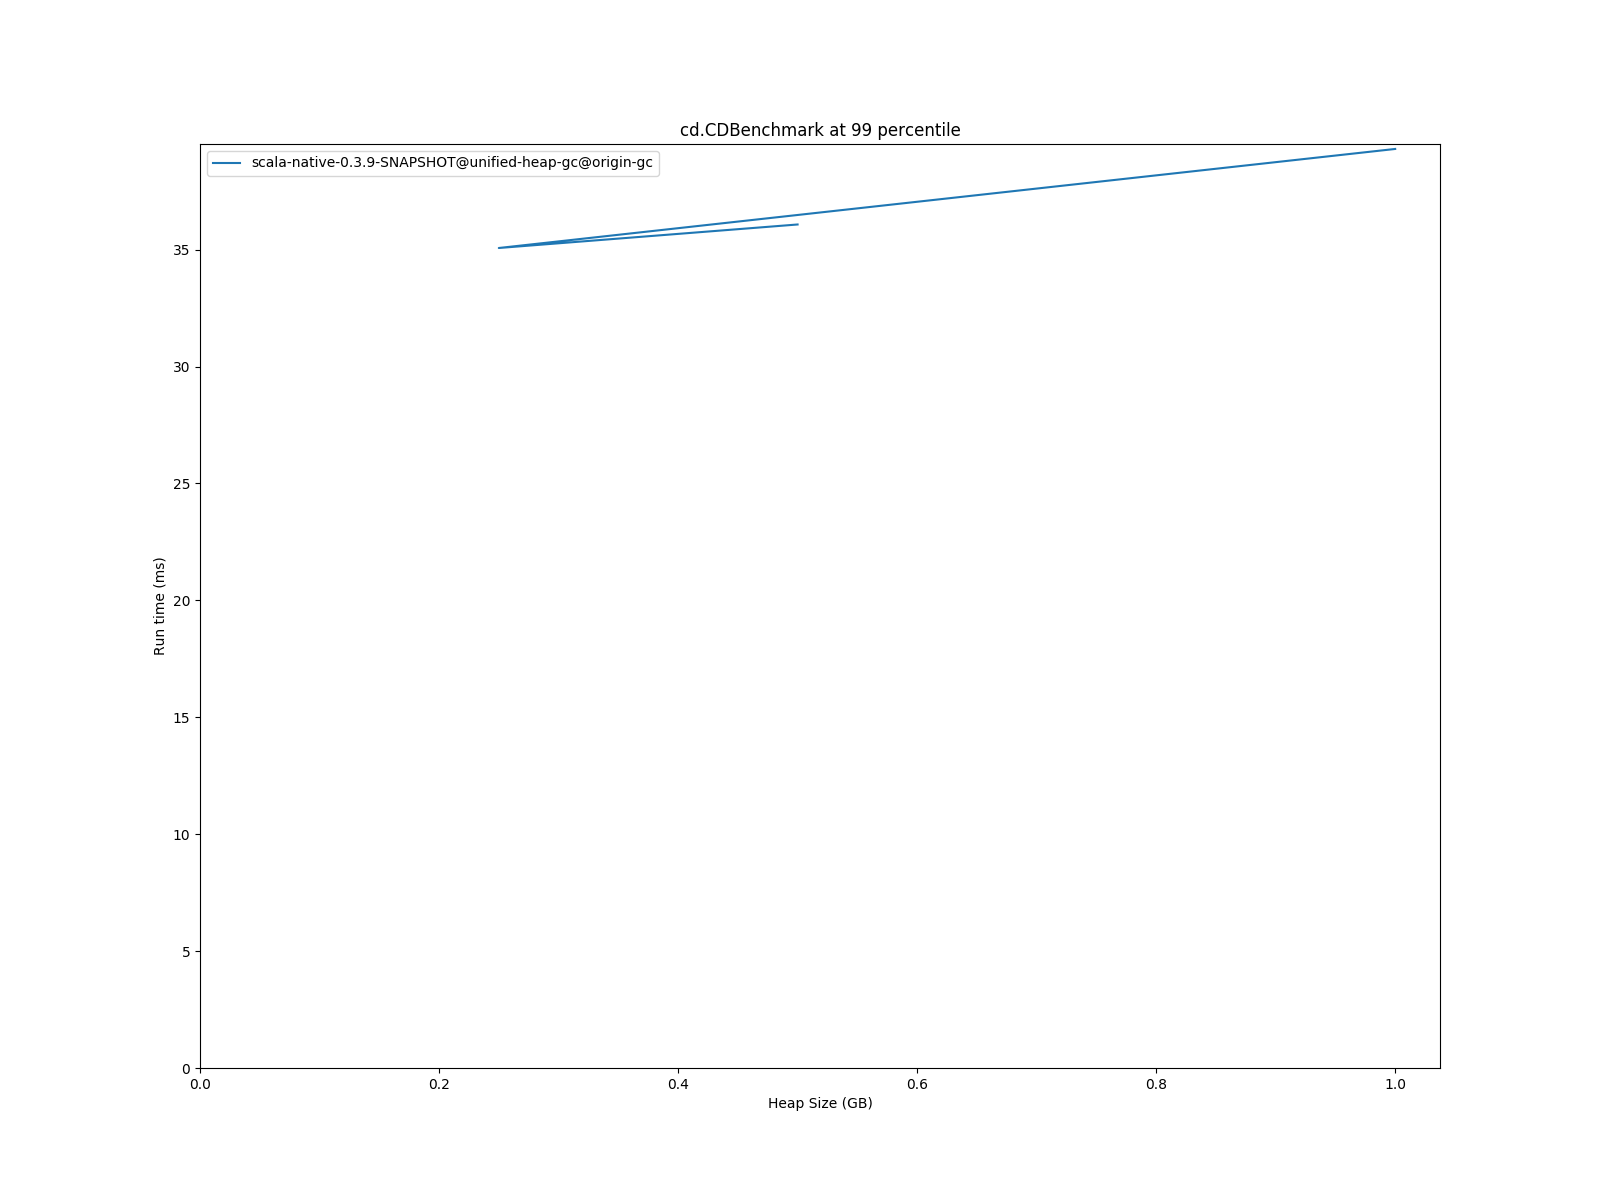 cd.CDBenchmark at 99 percentile
scala-native-0.3.9-SNAPSHOT@unified-heap-gc@origin-gc
35
30
25
20
15
10
5
0
Run time (ms)
0.0 0.2 0.4 0.6 0.8 1.0
Heap Size (GB)